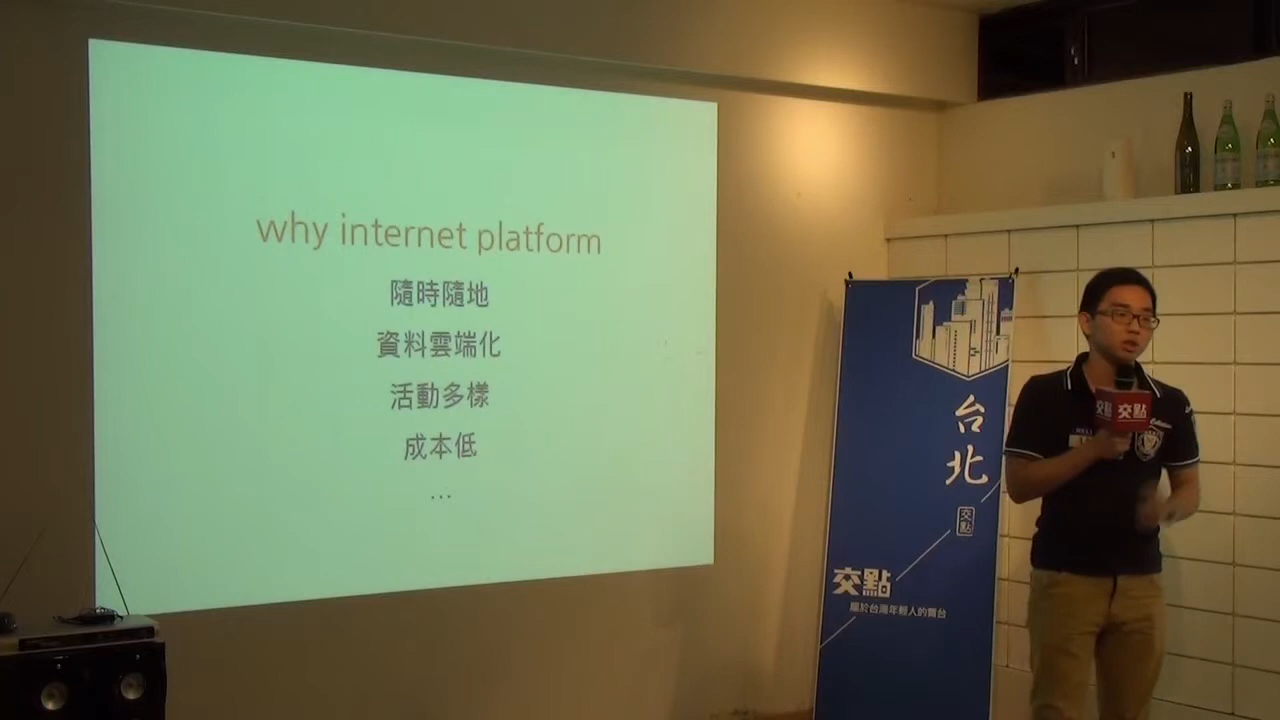 why internet platform
隨時隨地
資料雲端化
活動多樣
成本低
...
台北
交點
交點
屬於台灣年輕人的舞台
交點